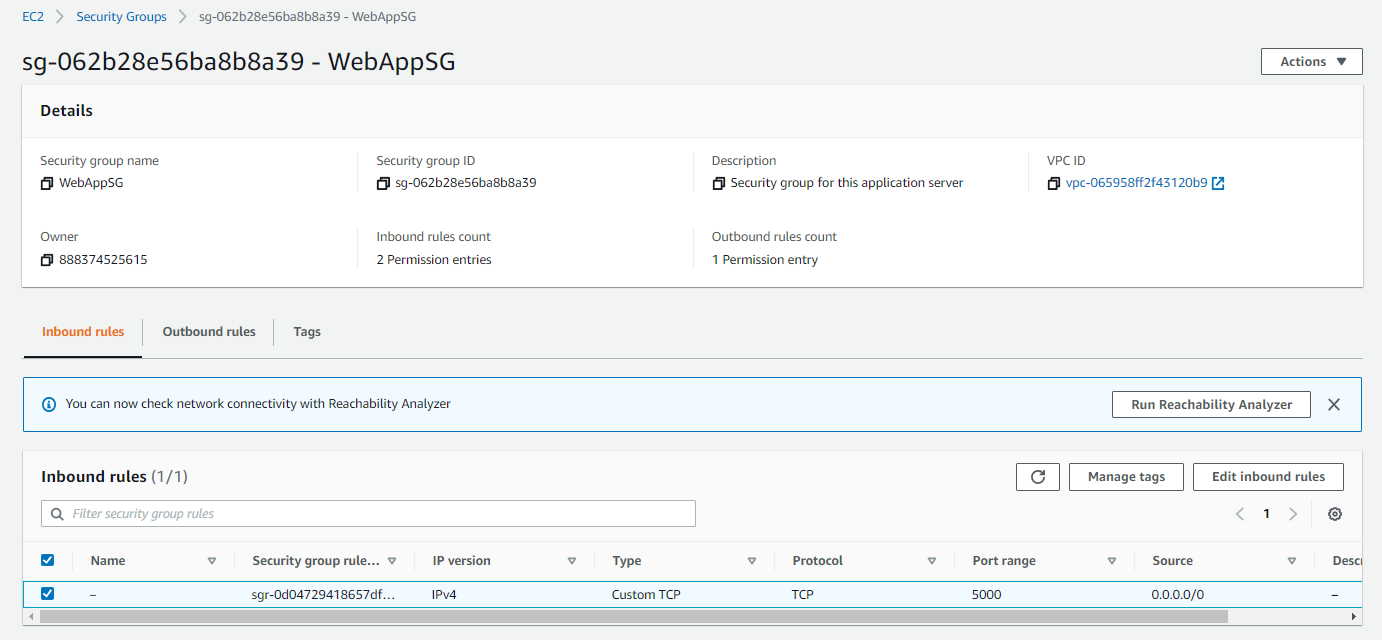 EC2 > Security Groups > sg-062b28e56ba8b8a39 - WebAppSG
sg-062b28e56ba8b8a39 - WebAppSG
Actions
Details
Security group name Security group ID Description VPC ID
WebAppSG sg-062b28e56ba8b8a39 Security group for this application server vpc-065958ff2f43120b9
Owner Inbound rules count Outbound rules count
888374525615 2 Permission entries 1 Permission entry
Inbound rules Outbound rules Tags
You can now check network connectivity with Reachability Analyzer Run Reachability Analyzer
Inbound rules (1/1) Manage tags Edit inbound rules
Filter security group rules 1
Name Security group rule... IP version Type Protocol Port range Source
– sgr-0d04729418657df... IPv4 Custom TCP TCP 5000 0.0.0.0/0 –